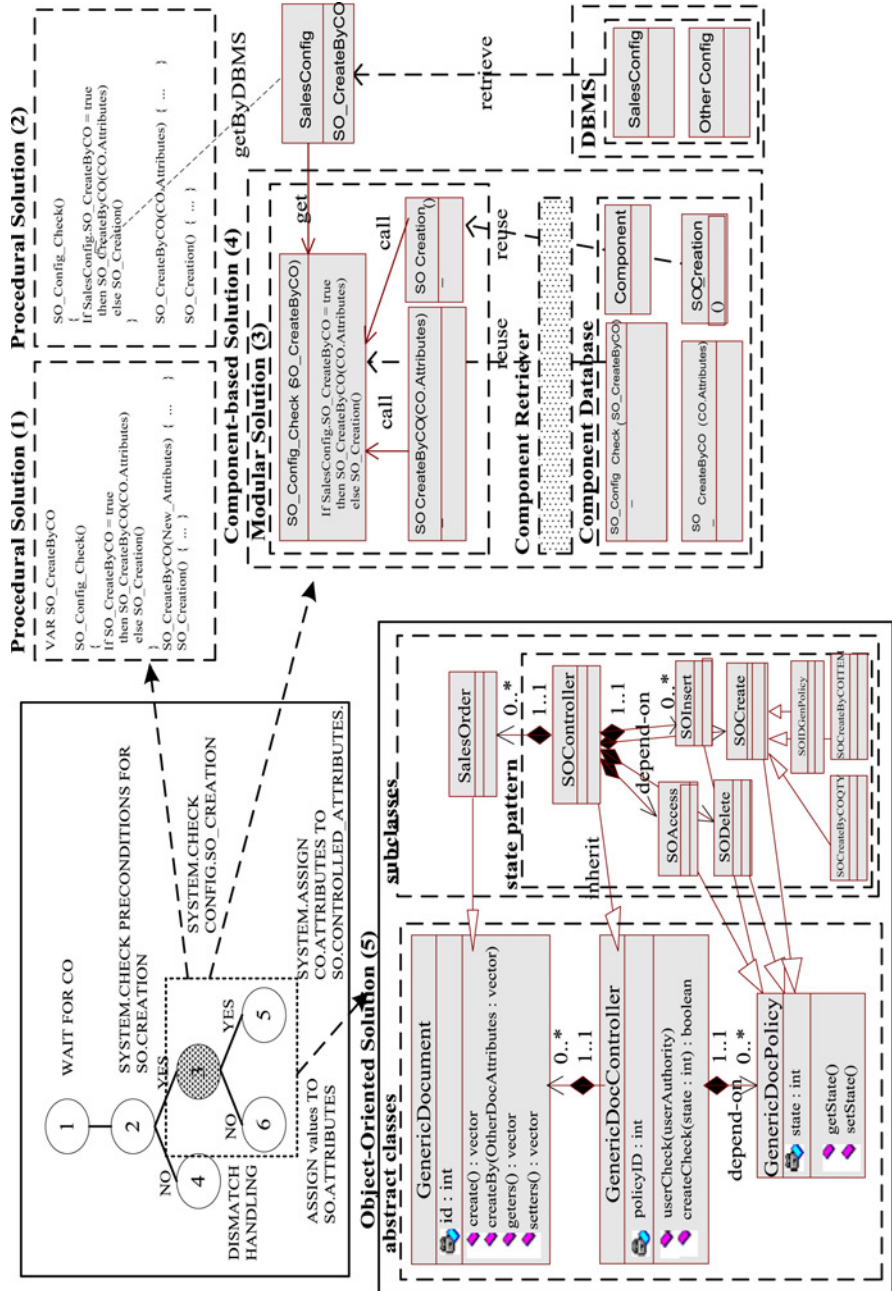 1
WAIT FOR CO
2
SYSTEM.CHECK PRECONDITIONS FOR
SO.CREATION
NO
YES
4
DISMATCH
HANDLING
3
SYSTEM.CHECK
CONFIG.SO_CREATION
NO
YES
6
5
ASSIGN values TO
SO.ATTRIBUTES
SYSTEM.ASSIGN
CO.ATTRIBUTES TO
SO.CONTROLLED_ATTRIBUTES.
Procedural Solution (1)
VAR SO_CreateByCO
SO_Config_Check()
{
If SO_CreateByCO = true
then SO_CreateByCO(CO.Attributes)
else SO_Creation()
}
SO_CreateByCO(New_Attributes) { ... }
SO_Creation() { ... }
Procedural Solution (2)
SO_Config_Check()
{
If SalesConfig.SO_CreateByCO = true
then SO_CreateByCO(CO.Attributes)
else SO_Creation()
}
SO_CreateByCO(CO.Attributes) { ... }
SO_Creation() { ... }
getByDBMS
Component-based Solution (4)
Modular Solution (3)
SO_Config_Check (SO_CreateByCO)
If SalesConfig.SO_CreateByCO = true
then SO_CreateByCO(CO.Attributes)
else SO_Creation()
get
SalesConfig
SO_CreateByCO
call
call
SO CreateByCO(CO.Attributes)
_
SO Creation
()
_
reuse
reuse
retrieve
Component Retriever
Component Database
SO_Config Check (SO_CreateByCO)
_
Component
SO CreateByCO (CO.Attributes)
_
SOCreation
_
()
DBMS
SalesConfig
Other Config
Object-Oriented Solution (5)
abstract classes
GenericDocument
id : int
create() : vector
createBy(OtherDocAttributes : vector)
geters() : vector
setters() : vector
0..*
1..1
GenericDocController
policyID : int
userCheck(userAuthority)
createCheck(state : int) : boolean
1..1
depend-on
0..*
GenericDocPolicy
state : int
getState()
setState()
subclasses
SalesOrder
0..*
1..1
state pattern
SOController
inherit
1..1
depend-on
0..*
SOAccess
SOInsert
SODelete
SOCreate
SOIDGenPolicy
SOCreateByCOQTY
SOCreateByCOITEM